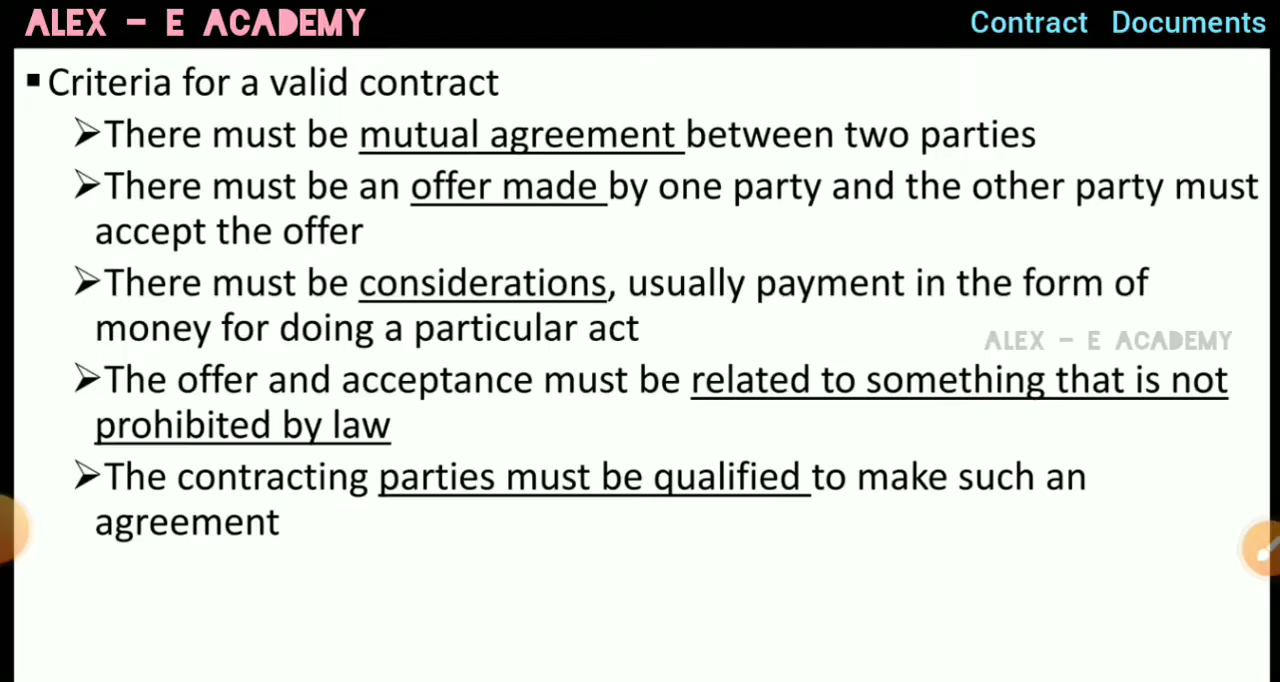 ALEX - E ACADEMY
Contract Documents
▪ Criteria for a valid contract
➢There must be mutual agreement between two parties
➢There must be an offer made by one party and the other party must
accept the offer
➢There must be considerations, usually payment in the form of
money for doing a particular act
ALEX - E ACADEMY
➢The offer and acceptance must be related to something that is not
prohibited by law
➢The contracting parties must be qualified to make such an
agreement